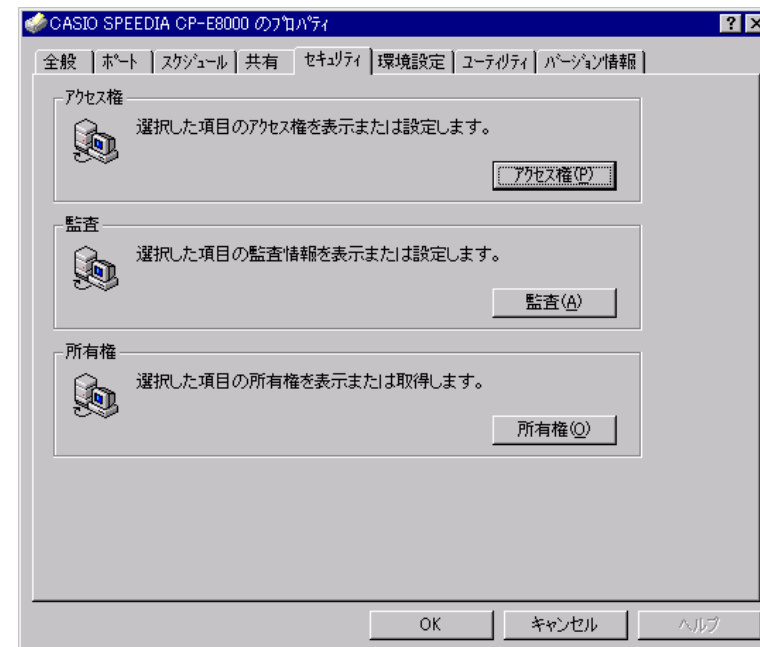 CASIO SPEEDIA CP-E8000 のﾌﾟﾛﾊﾟﾃｨ
全般 ﾎﾟｰﾄ ｽｹｼﾞｭｰﾙ 共有 ｾｷｭﾘﾃｨ 環境設定 ﾕｰﾃｨﾘﾃｨ ﾊﾞｰｼﾞｮﾝ情報
ｱｸｾｽ権
選択した項目のｱｸｾｽ権を表示または設定します。
ｱｸｾｽ権(P)
監査
選択した項目の監査情報を表示または設定します。
監査(A)
所有権
選択した項目の所有権を表示または取得します。
所有権(O)
OK キャンセル ヘルプ